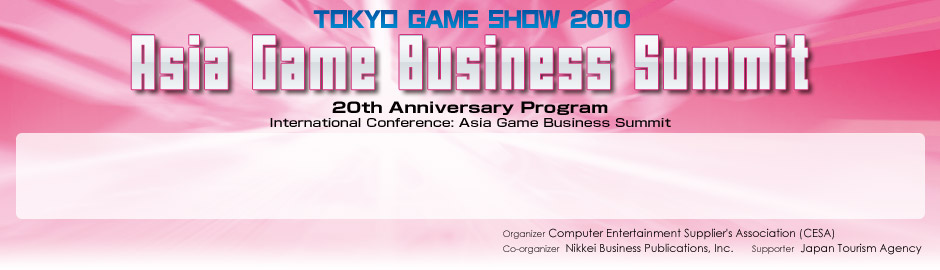 TOKYO GAME SHOW 2010
Asia Game Business Summit
20th Anniversary Program
International Conference: Asia Game Business Summit
Organizer Computer Entertainment Supplier's Association (CESA)
Co-organizer Nikkei Business Publications, Inc. Supporter Japan Tourism Agency